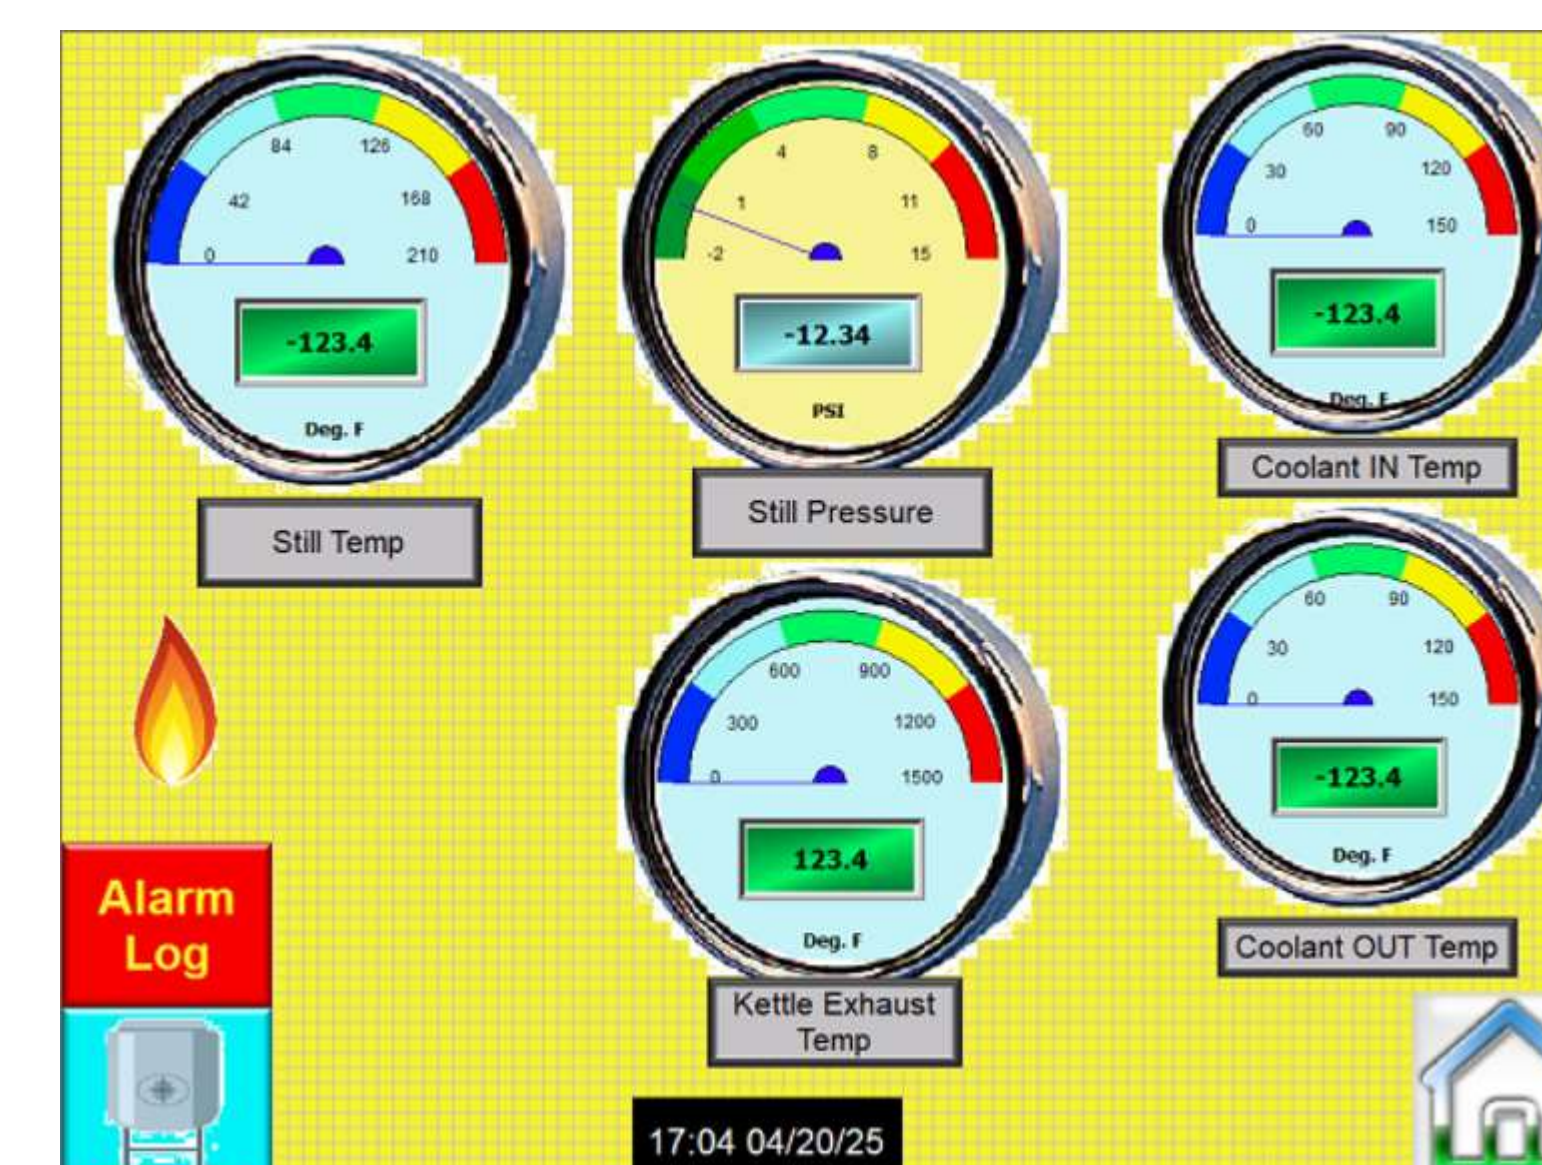 84
126
42
168
0
210
-123.4
Deg. F
Still Temp
4
8
1
11
-2
15
-12.34
PSI
Still Pressure
60
90
30
120
0
150
-123.4
Deg. F
Coolant IN Temp
600
900
300
1200
0
1500
123.4
Deg. F
Kettle Exhaust
Temp
60
90
30
120
0
150
-123.4
Deg. F
Coolant OUT Temp
Alarm
Log
17:04 04/20/25